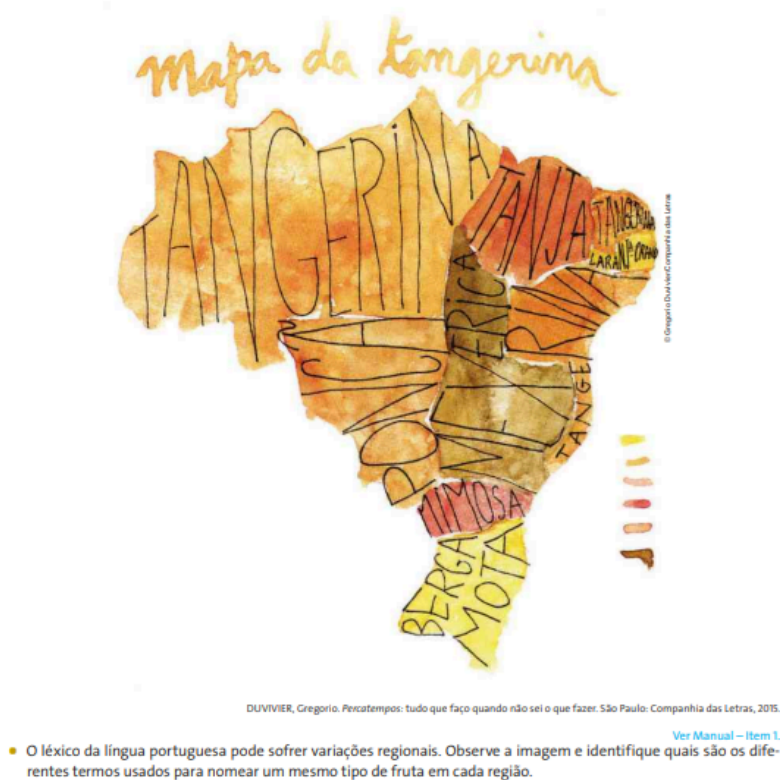 mapa da tangerina
TANGERINA
TANJA
TANGERINA
LARANJA-CRAVO
TANGERINA
MEXERICA
PONCÃ
MEXERICA
MIMOSA
BERGA
MOTA
© Gregorio Duvivier/Companhia das Letras
DUVIVIER, Gregorio. Percatempos: tudo que faço quando não sei o que fazer. São Paulo: Companhia das Letras, 2015.
Ver Manual – Item 1.
• O léxico da língua portuguesa pode sofrer variações regionais. Observe a imagem e identifique quais são os dife-
rentes termos usados para nomear um mesmo tipo de fruta em cada região.